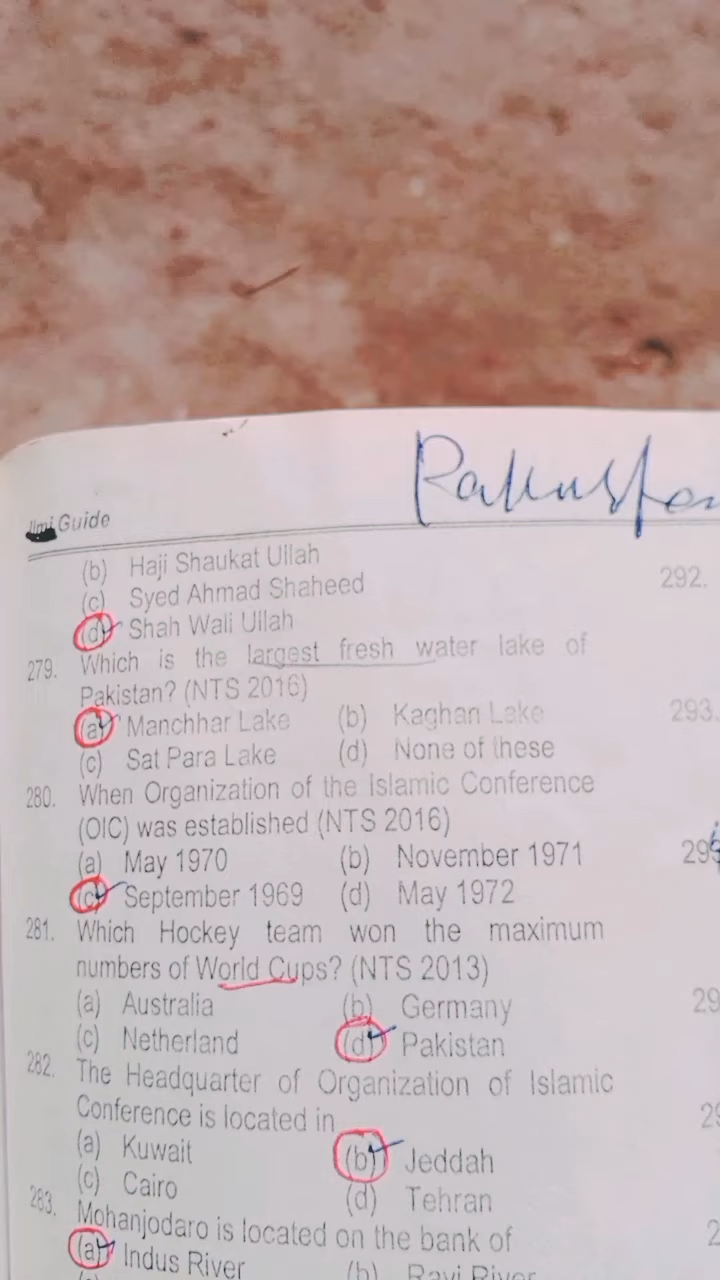 Pakistan
Ilmi Guide
(b) Haji Shaukat Ullah
(c) Syed Ahmad Shaheed
292.
(d) Shah Wali Ullah
279. Which is the largest fresh water lake of
Pakistan? (NTS 2016)
(a) Manchhar Lake (b) Kaghan Lake
293.
(c) Sat Para Lake (d) None of these
280. When Organization of the Islamic Conference
(OIC) was established (NTS 2016)
(a) May 1970 (b) November 1971
(c) September 1969 (d) May 1972
281. Which Hockey team won the maximum
numbers of World Cups? (NTS 2013)
(a) Australia (b) Germany
(c) Netherland (d) Pakistan
282. The Headquarter of Organization of Islamic
Conference is located in
(a) Kuwait (b) Jeddah
(c) Cairo (d) Tehran
283. Mohanjodaro is located on the bank of
(a) Indus River (b) Ravi River